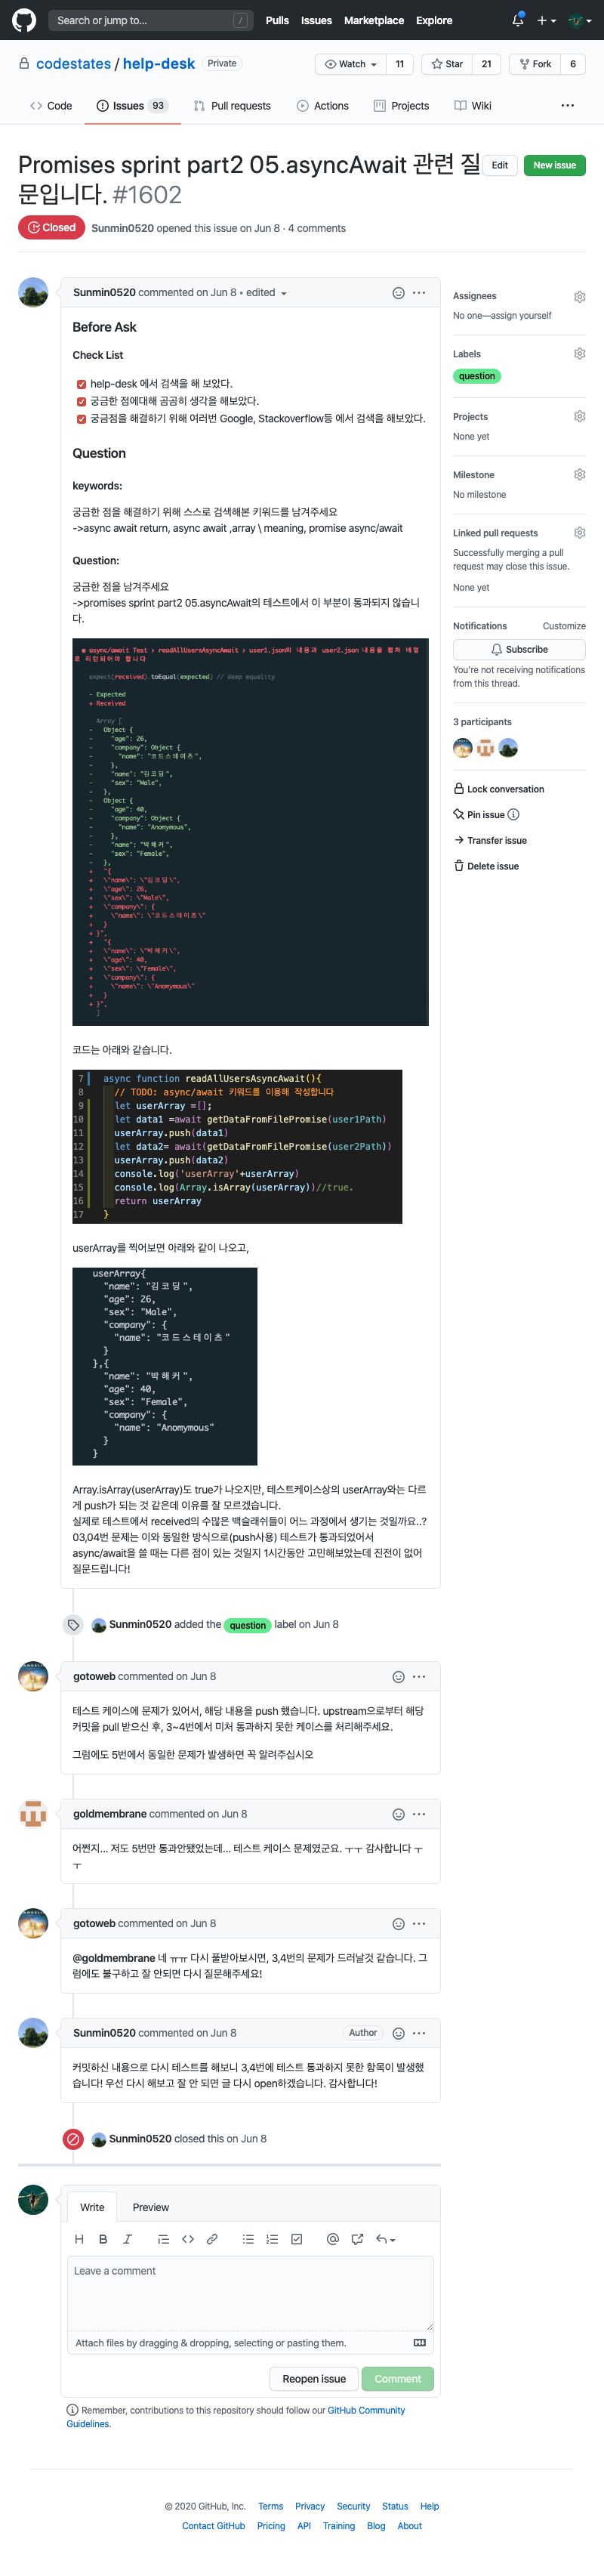 Search or jump to...
/
Pulls Issues Marketplace Explore
codestates / help-desk Private
Watch 11 Star 21 Fork 6
Code Issues 93 Pull requests Actions Projects Wiki
Promises sprint part2 05.asyncAwait 관련 질
문입니다. #1602
Edit New issue
Closed Sunmin0520 opened this issue on Jun 8 · 4 comments
Sunmin0520 commented on Jun 8 • edited
Before Ask
Check List
help-desk 에서 검색을 해 보았다.
궁금한 점에대해 곰곰히 생각을 해보았다.
궁금점을 해결하기 위해 여러번 Google, Stackoverflow등 에서 검색을 해보았다.
Question
keywords:
궁금한 점을 해결하기 위해 스스로 검색해본 키워드를 남겨주세요
->async await return, async await ,array \ meaning, promise async/await
Question:
궁금한 점을 남겨주세요
->promises sprint part2 05.asyncAwait의 테스트에서 이 부분이 통과되지 않습니
다.
● async/await Test › readAllUsersAsyncAwait › user1.json의 내용과 user2.json 내용을 합쳐 배열
로 리턴되어야 합니다
expect(received).toEqual(expected) // deep equality
- Expected
+ Received
Array [
- Object {
- "age": 26,
- "company": Object {
- "name": "코드스테이츠",
- },
- "name": "김코딩",
- "sex": "Male",
- },
- Object {
- "age": 40,
- "company": Object {
- "name": "Anomymous",
- },
- "name": "박해커",
- "sex": "Female",
- },
+ "{
+ \"name\": \"김코딩\",
+ \"age\": 26,
+ \"sex\": \"Male\",
+ \"company\": {
+ \"name\": \"코드스테이츠\"
+ }
+ }",
+ "{
+ \"name\": \"박해커\",
+ \"age\": 40,
+ \"sex\": \"Female\",
+ \"company\": {
+ \"name\": \"Anomymous\"
+ }
+ }",
]
코드는 아래와 같습니다.
7 async function readAllUsersAsyncAwait(){
8 // TODO: async/await 키워드를 이용해 작성합니다
9 let userArray =[];
10 let data1 =await getDataFromFilePromise(user1Path)
11 userArray.push(data1)
12 let data2= await(getDataFromFilePromise(user2Path))
13 userArray.push(data2)
14 console.log('userArray'+userArray)
15 console.log(Array.isArray(userArray))//true.
16 return userArray
17 }
userArray를 찍어보면 아래와 같이 나오고,
userArray{
"name": "김코딩",
"age": 26,
"sex": "Male",
"company": {
"name": "코드스테이츠"
}
},{
"name": "박해커",
"age": 40,
"sex": "Female",
"company": {
"name": "Anomymous"
}
}
Array.isArray(userArray)도 true가 나오지만, 테스트케이스상의 userArray와는 다르
게 push가 되는 것 같은데 이유를 잘 모르겠습니다.
실제로 테스트에서 received의 수많은 백슬래쉬들이 어느 과정에서 생기는 것일까요..?
03,04번 문제는 이와 동일한 방식으로(push사용) 테스트가 통과되었어서
async/await을 쓸 때는 다른 점이 있는 것일지 1시간동안 고민해보았는데 진전이 없어
질문드립니다!
Sunmin0520 added the question label on Jun 8
gotoweb commented on Jun 8
테스트 케이스에 문제가 있어서, 해당 내용을 push 했습니다. upstream으로부터 해당
커밋을 pull 받으신 후, 3~4번에서 미처 통과하지 못한 케이스를 처리해주세요.
그럼에도 5번에서 동일한 문제가 발생하면 꼭 알려주십시오
goldmembrane commented on Jun 8
어쩐지... 저도 5번만 통과안됐었는데... 테스트 케이스 문제였군요. ㅜㅜ 감사합니다 ㅜ
ㅜ
gotoweb commented on Jun 8
@goldmembrane 네 ㅠㅠ 다시 풀받아보시면, 3,4번의 문제가 드러날것 같습니다. 그
럼에도 불구하고 잘 안되면 다시 질문해주세요!
Sunmin0520 commented on Jun 8 Author
커밋하신 내용으로 다시 테스트를 해보니 3,4번에 테스트 통과하지 못한 항목이 발생했
습니다! 우선 다시 해보고 잘 안 되면 글 다시 open하겠습니다. 감사합니다!
Sunmin0520 closed this on Jun 8
Write Preview
H B I
Leave a comment
Attach files by dragging & dropping, selecting or pasting them.
Reopen issue Comment
Remember, contributions to this repository should follow our GitHub Community
Guidelines.
Assignees
No one—assign yourself
Labels
question
Projects
None yet
Milestone
No milestone
Linked pull requests
Successfully merging a pull
request may close this issue.
None yet
Notifications Customize
Subscribe
You're not receiving notifications
from this thread.
3 participants
Lock conversation
Pin issue
Transfer issue
Delete issue
© 2020 GitHub, Inc. Terms Privacy Security Status Help
Contact GitHub Pricing API Training Blog About